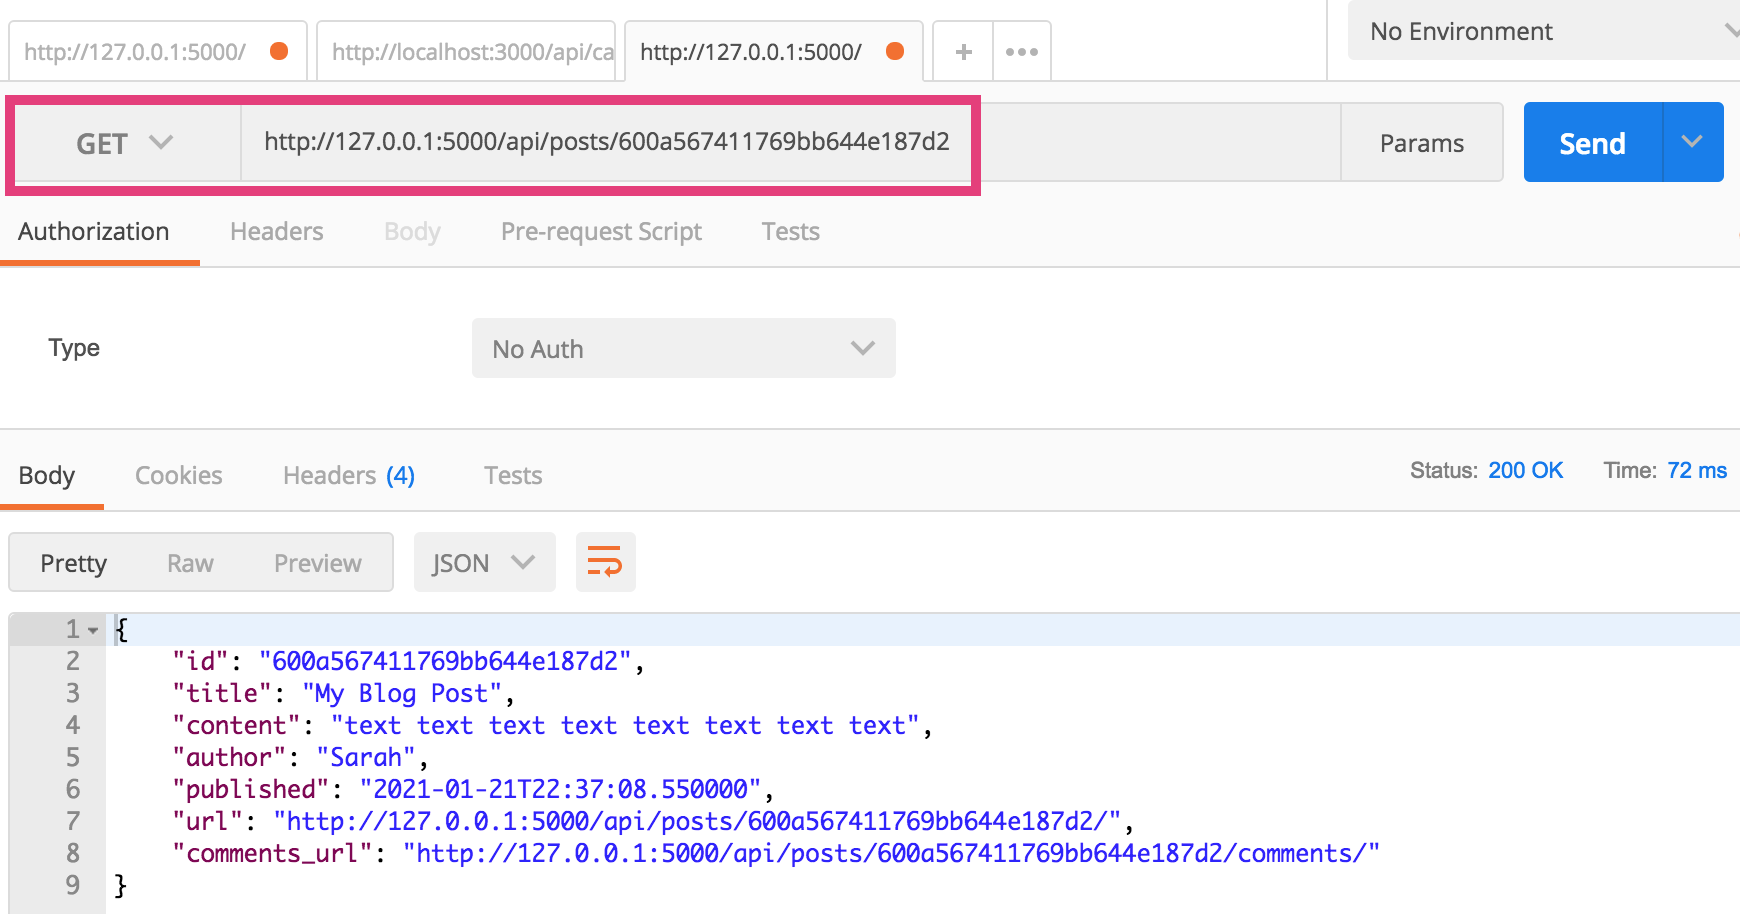 http://127.0.0.1:5000/ http://localhost:3000/api/ca http://127.0.0.1:5000/ + ••• No Environment
GET http://127.0.0.1:5000/api/posts/600a567411769bb644e187d2 Params Send
Authorization Headers Body Pre-request Script Tests
Type No Auth
Body Cookies Headers (4) Tests Status: 200 OK Time: 72 ms
Pretty Raw Preview JSON
1 {
2 "id": "600a567411769bb644e187d2",
3 "title": "My Blog Post",
4 "content": "text text text text text text text text",
5 "author": "Sarah",
6 "published": "2021-01-21T22:37:08.550000",
7 "url": "http://127.0.0.1:5000/api/posts/600a567411769bb644e187d2/",
8 "comments_url": "http://127.0.0.1:5000/api/posts/600a567411769bb644e187d2/comments/"
9 }